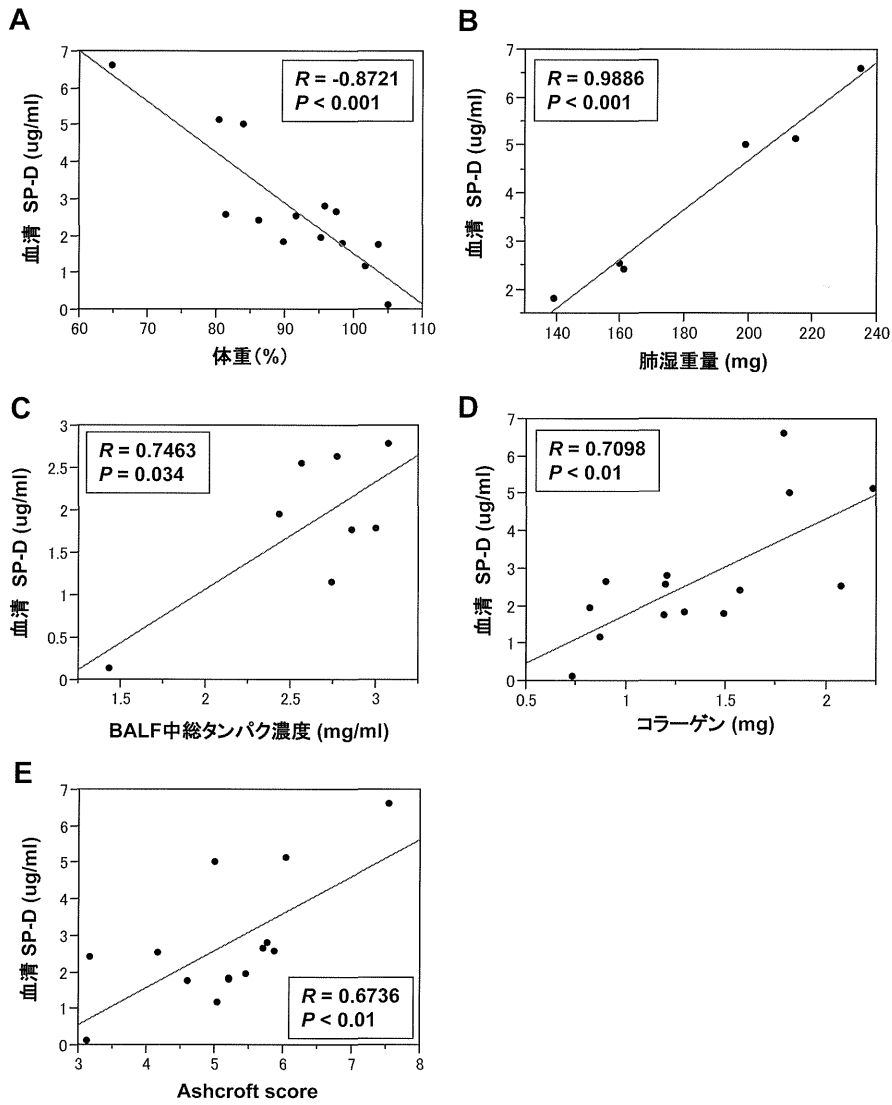 A
7
6
5
4
3
2
1
0
60
70
80
90
100
110
血清 SP-D (ug/ml)
体重(%)
R = -0.8721
P < 0.001
B
7
6
5
4
3
2
140
160
180
200
220
240
血清 SP-D (ug/ml)
肺湿重量 (mg)
R = 0.9886
P < 0.001
C
3
2.5
2
1.5
1
0.5
0
1.5
2
2.5
3
血清 SP-D (ug/ml)
BALF中総タンパク濃度 (mg/ml)
R = 0.7463
P = 0.034
D
7
6
5
4
3
2
1
0
0.5
1
1.5
2
血清 SP-D (ug/ml)
コラーゲン (mg)
R = 0.7098
P < 0.01
E
7
6
5
4
3
2
1
0
3
4
5
6
7
8
血清 SP-D (ug/ml)
Ashcroft score
R = 0.6736
P < 0.01